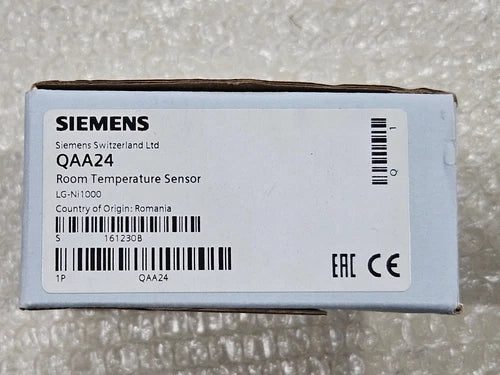 SIEMENS
Siemens Switzerland Ltd
QAA24
Room Temperature Sensor
LG-Ni1000
Country of Origin: Romania
S 161230B
1P QAA24
Q 1
EAC CE